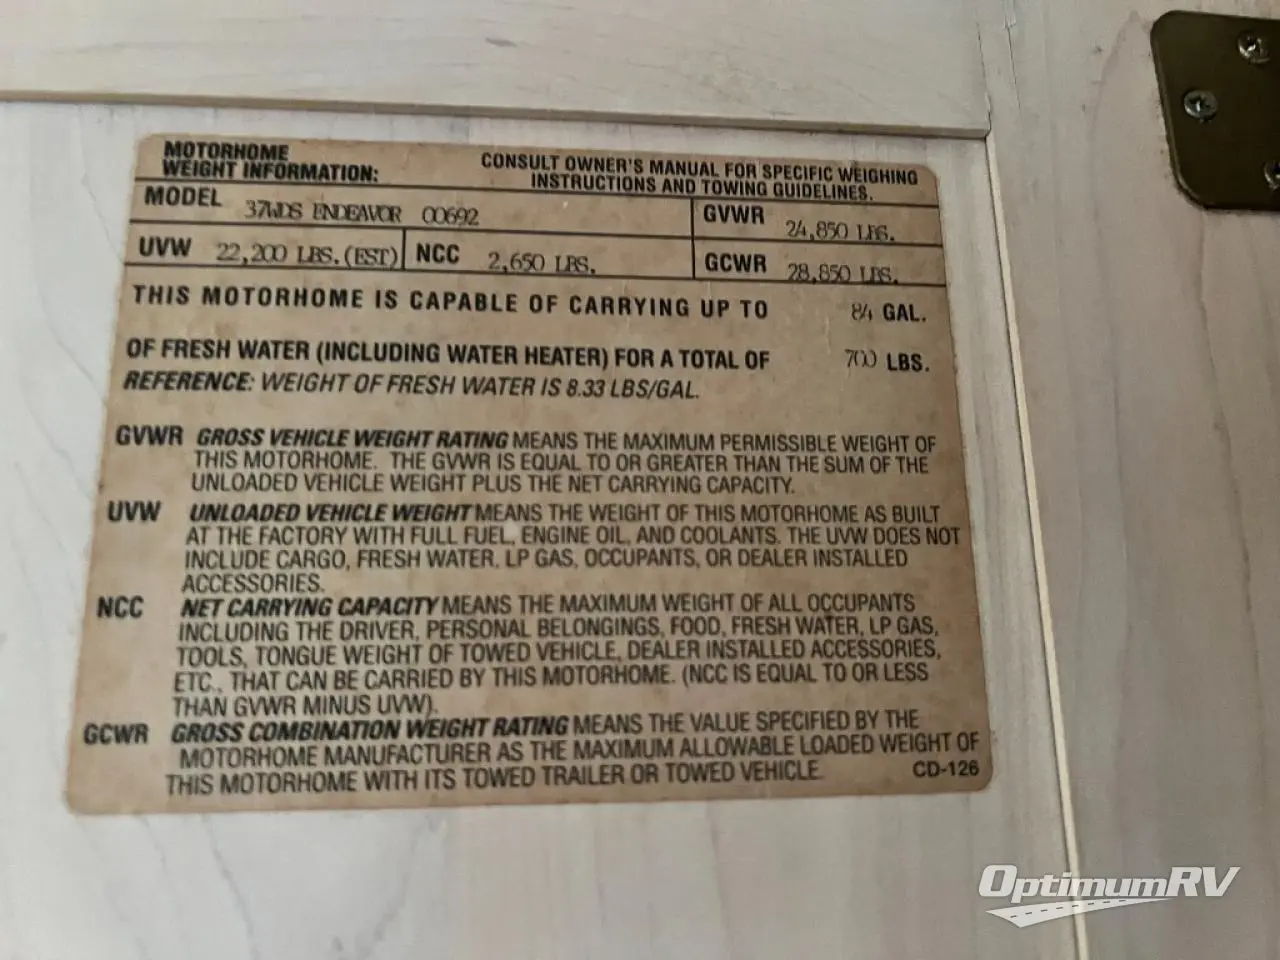 MOTORHOME
WEIGHT INFORMATION:
CONSULT OWNER'S MANUAL FOR SPECIFIC WEIGHING
INSTRUCTIONS AND TOWING GUIDELINES.
MODEL 37WDS ENDEAVOR 00692
GVWR 24,850 LBS.
UVW 22,200 LBS.(EST) NCC 2,650 LBS.
GCWR 28,850 LBS.
THIS MOTORHOME IS CAPABLE OF CARRYING UP TO 84 GAL.
OF FRESH WATER (INCLUDING WATER HEATER) FOR A TOTAL OF 700 LBS.
REFERENCE: WEIGHT OF FRESH WATER IS 8.33 LBS/GAL.
GVWR GROSS VEHICLE WEIGHT RATING MEANS THE MAXIMUM PERMISSIBLE WEIGHT OF
THIS MOTORHOME. THE GVWR IS EQUAL TO OR GREATER THAN THE SUM OF THE
UNLOADED VEHICLE WEIGHT PLUS THE NET CARRYING CAPACITY.
UVW UNLOADED VEHICLE WEIGHT MEANS THE WEIGHT OF THIS MOTORHOME AS BUILT
AT THE FACTORY WITH FULL FUEL, ENGINE OIL, AND COOLANTS. THE UVW DOES NOT
INCLUDE CARGO, FRESH WATER, LP GAS, OCCUPANTS, OR DEALER INSTALLED
ACCESSORIES.
NCC NET CARRYING CAPACITY MEANS THE MAXIMUM WEIGHT OF ALL OCCUPANTS
INCLUDING THE DRIVER, PERSONAL BELONGINGS, FOOD, FRESH WATER, LP GAS,
TOOLS, TONGUE WEIGHT OF TOWED VEHICLE, DEALER INSTALLED ACCESSORIES,
ETC., THAT CAN BE CARRIED BY THIS MOTORHOME. (NCC IS EQUAL TO OR LESS
THAN GVWR MINUS UVW).
GCWR GROSS COMBINATION WEIGHT RATING MEANS THE VALUE SPECIFIED BY THE
MOTORHOME MANUFACTURER AS THE MAXIMUM ALLOWABLE LOADED WEIGHT OF
THIS MOTORHOME WITH ITS TOWED TRAILER OR TOWED VEHICLE.
CD-126
OptimumRV